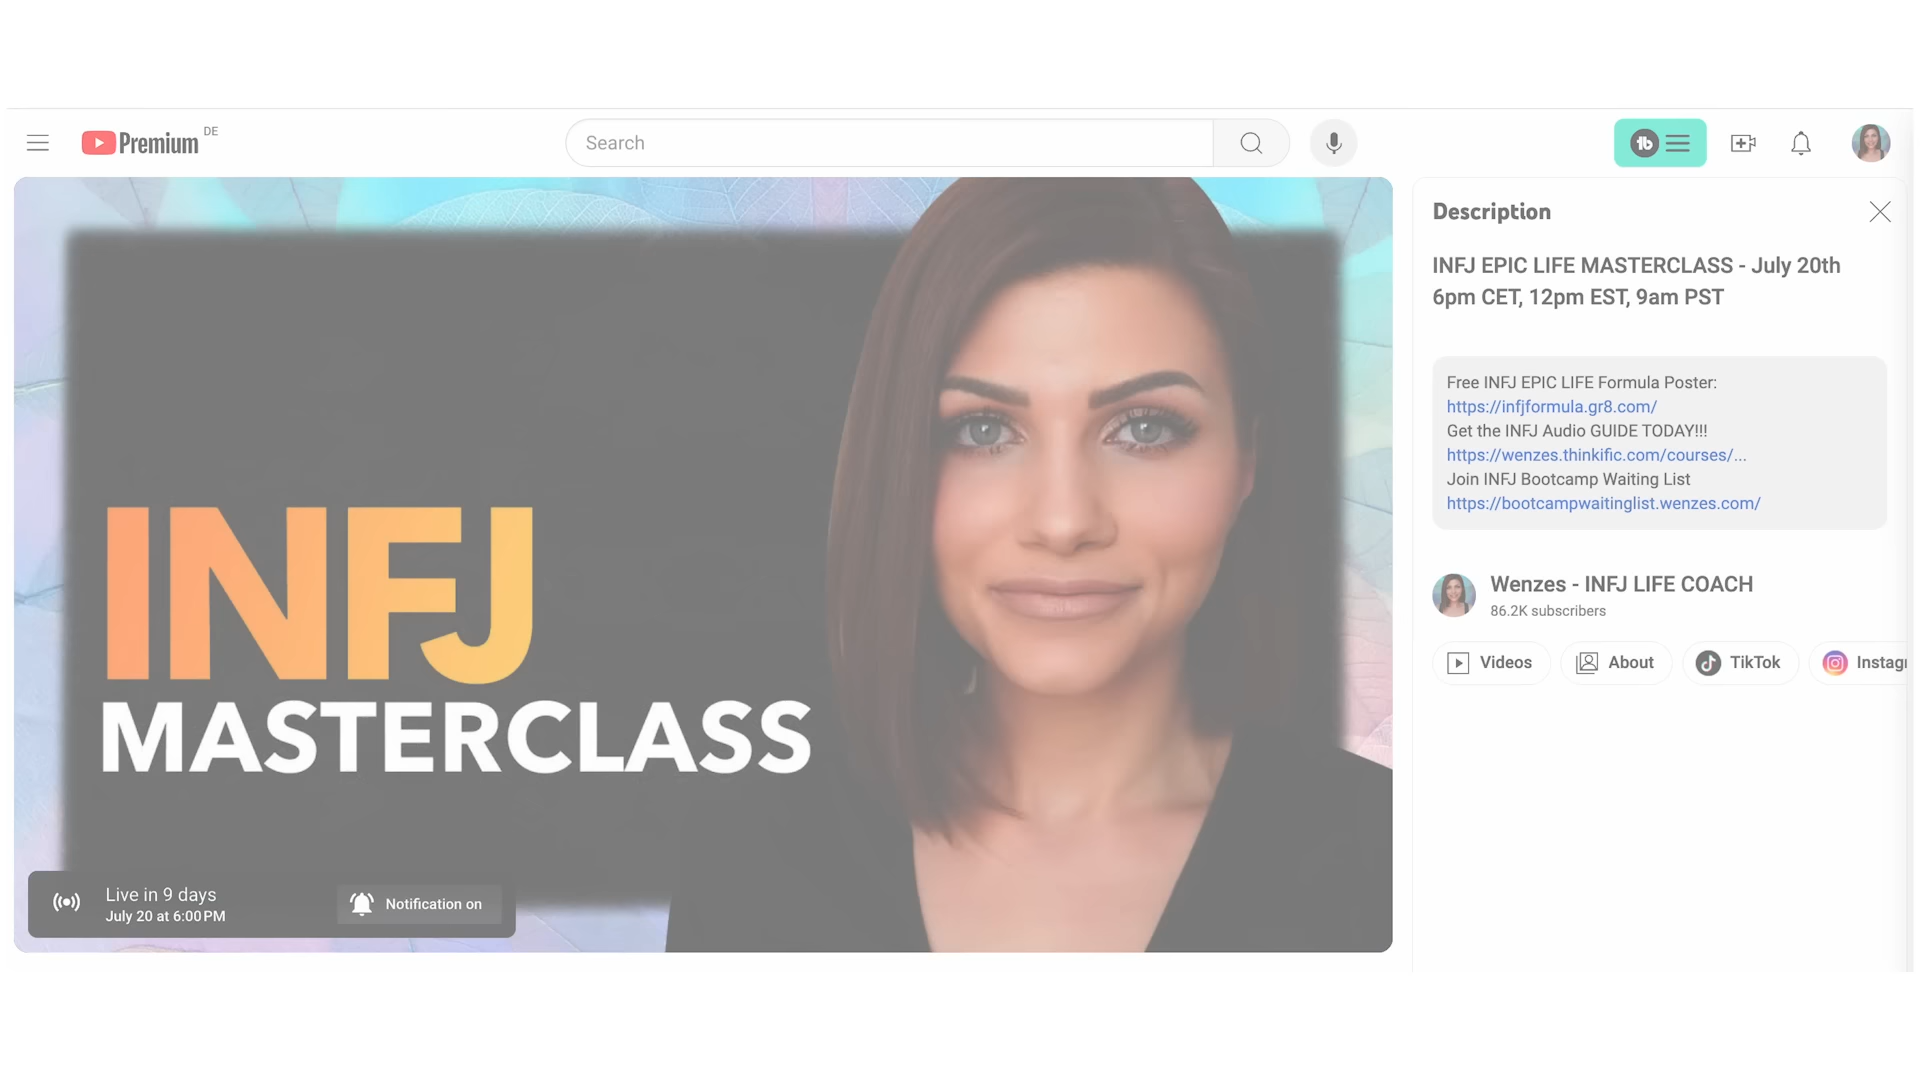 Premium DE
Search
Description
INFJ EPIC LIFE MASTERCLASS - July 20th
6pm CET, 12pm EST, 9am PST
Free INFJ EPIC LIFE Formula Poster:
https://infjformula.gr8.com/
Get the INFJ Audio GUIDE TODAY!!!
https://wenzes.thinkific.com/courses/...
Join INFJ Bootcamp Waiting List
https://bootcampwaitinglist.wenzes.com/
Wenzes - INFJ LIFE COACH
86.2K subscribers
Videos
About
TikTok
Instagr
INFJ
MASTERCLASS
Live in 9 days
July 20 at 6:00 PM
Notification on